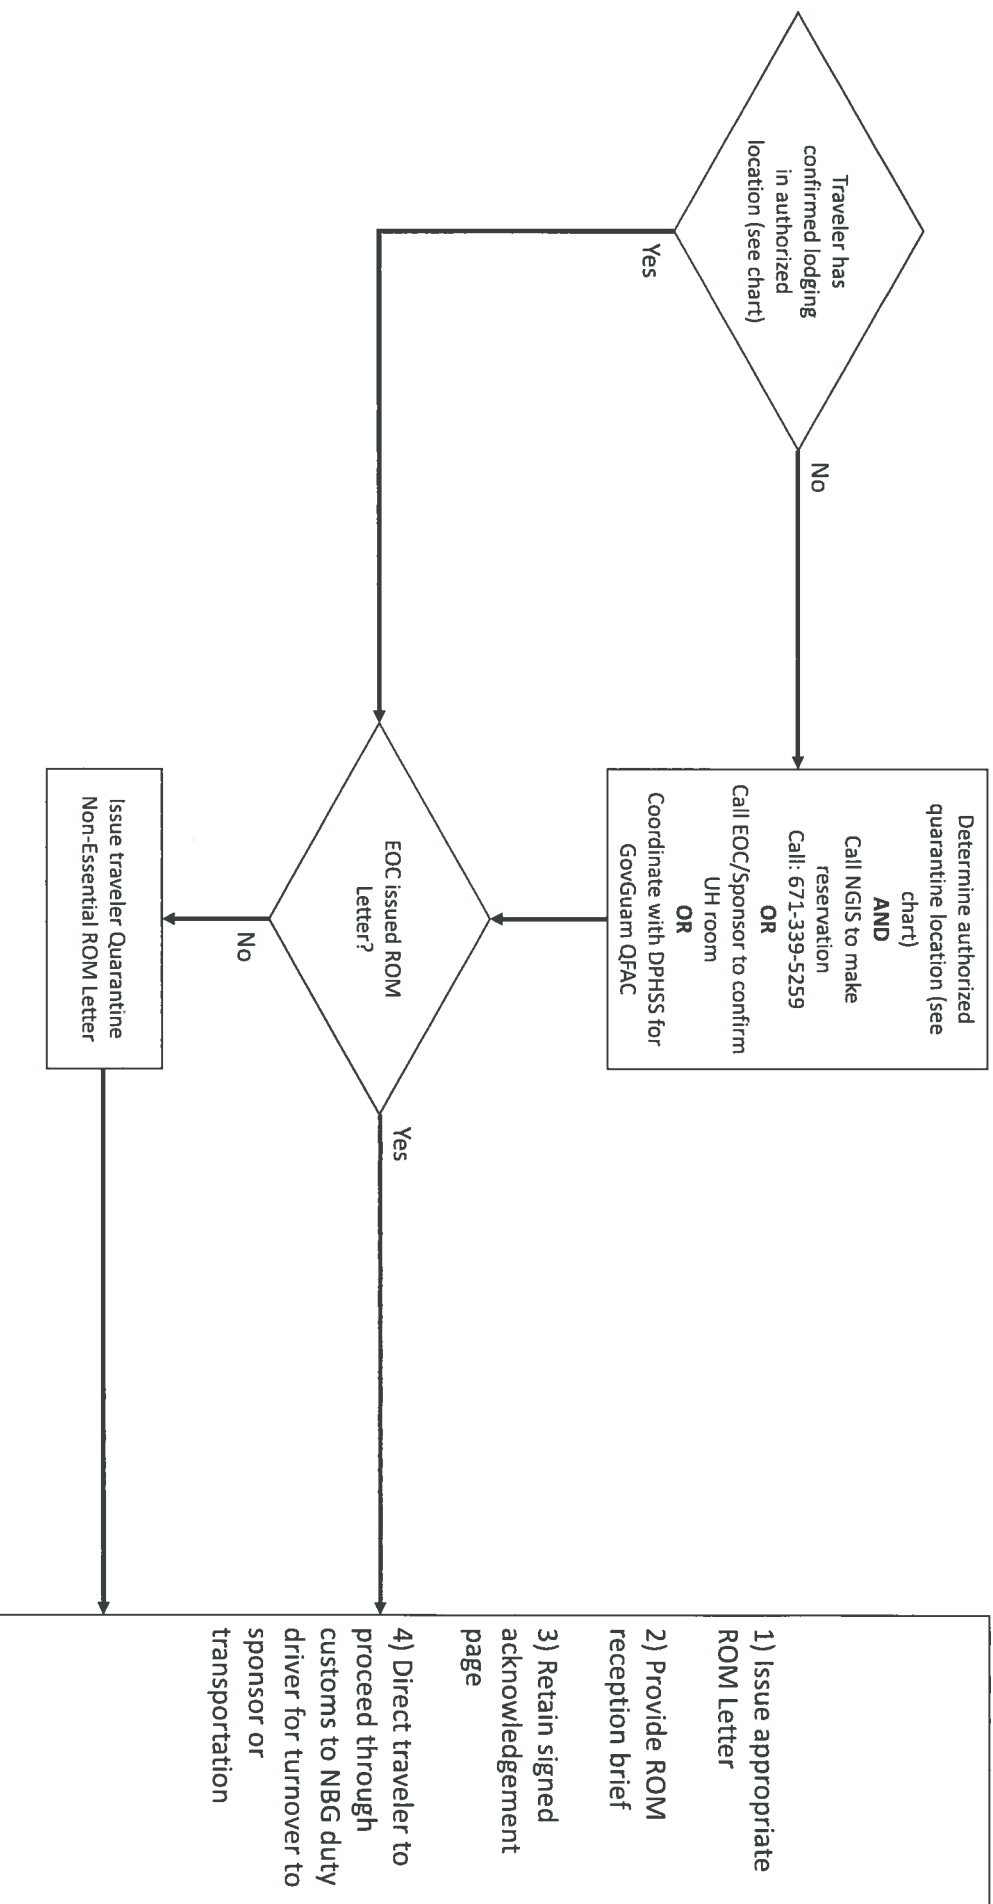 Traveler has
confirmed lodging
in authorized
location (see chart)
No
Yes
Determine authorized
quarantine location (see
chart)
AND
Call NGIS to make
reservation
Call: 671-339-5259
OR
Call EOC/Sponsor to confirm
UH room
OR
Coordinate with DPHSS for
GovGuam QFAC
EOC issued ROM
Letter?
Yes
No
Issue traveler Quarantine
Non-Essential ROM Letter
1) Issue appropriate
ROM Letter
2) Provide ROM
reception brief
3) Retain signed
acknowledgement
page
4) Direct traveler to
proceed through
customs to NBG duty
driver for turnover to
sponsor or
transportation